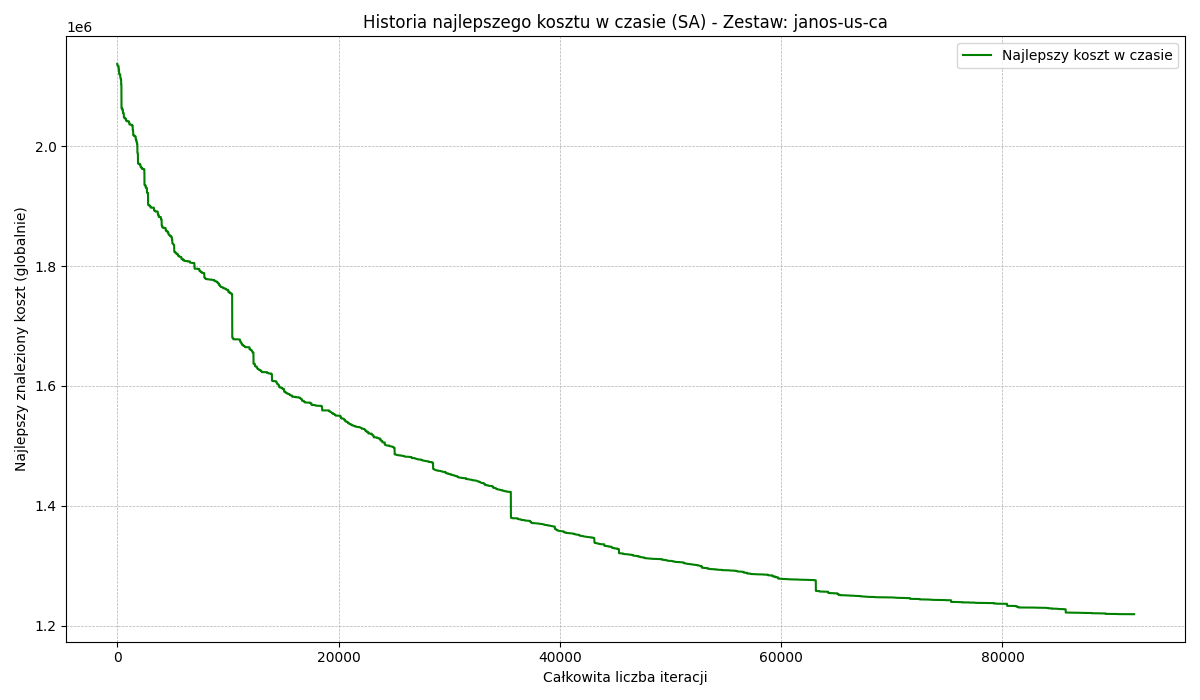 Historia najlepszego kosztu w czasie (SA) - Zestaw: janos-us-ca
1e6
Najlepszy koszt w czasie
Najlepszy znaleziony koszt (globalnie)
2.0
1.8
1.6
1.4
1.2
0 20000 40000 60000 80000
Całkowita liczba iteracji